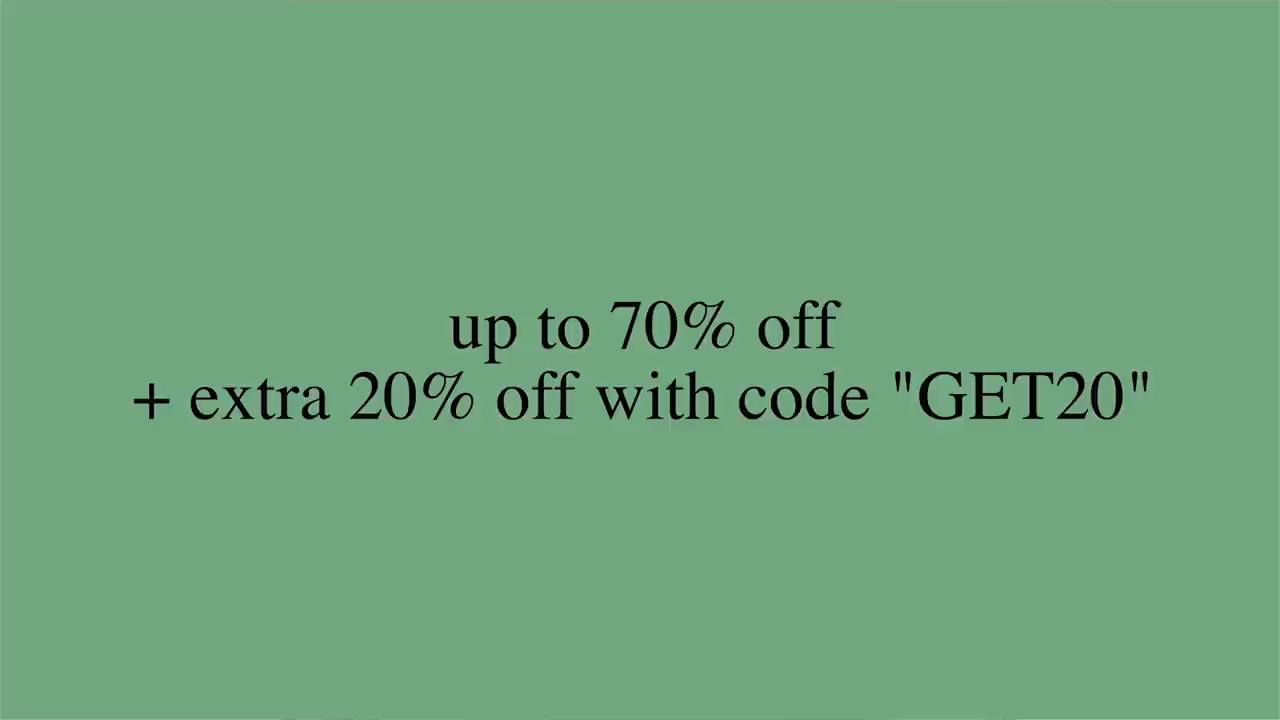 up to 70% off
+ extra 20% off with code "GET20"